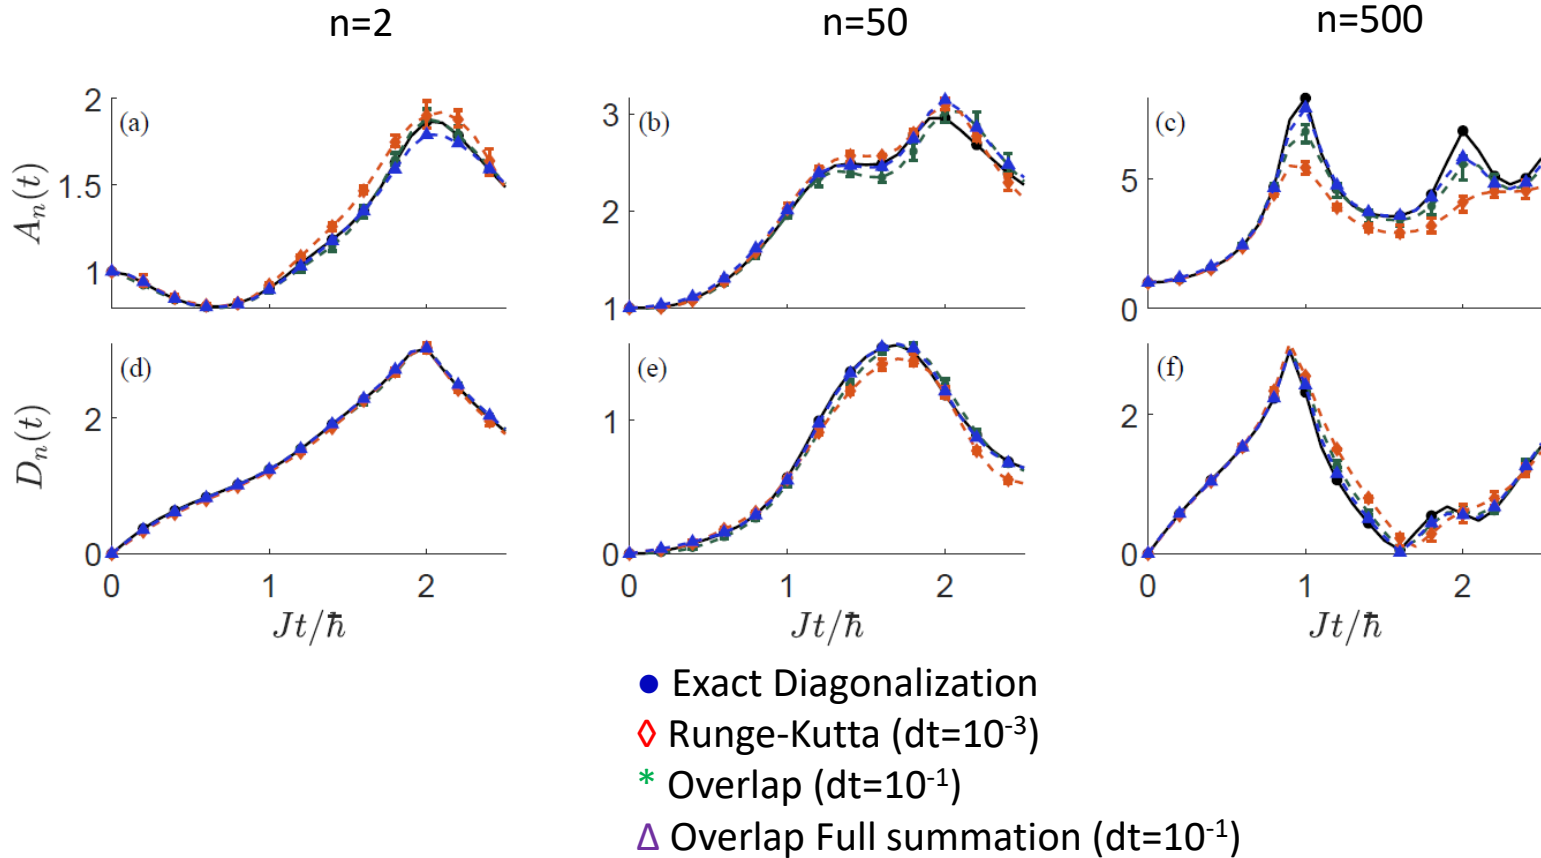 n=2 n=50 n=500
A_n(t) 2 1.5 1 (a)
3 2 1 (b)
5 0 (c)
D_n(t) 2 0 (d)
1 0 (e)
2 0 (f)
0 1 2 0 1 2 0 1 2
Jt/ħ Jt/ħ Jt/ħ
● Exact Diagonalization
◊ Runge-Kutta (dt=10⁻³)
* Overlap (dt=10⁻¹)
Δ Overlap Full summation (dt=10⁻¹)